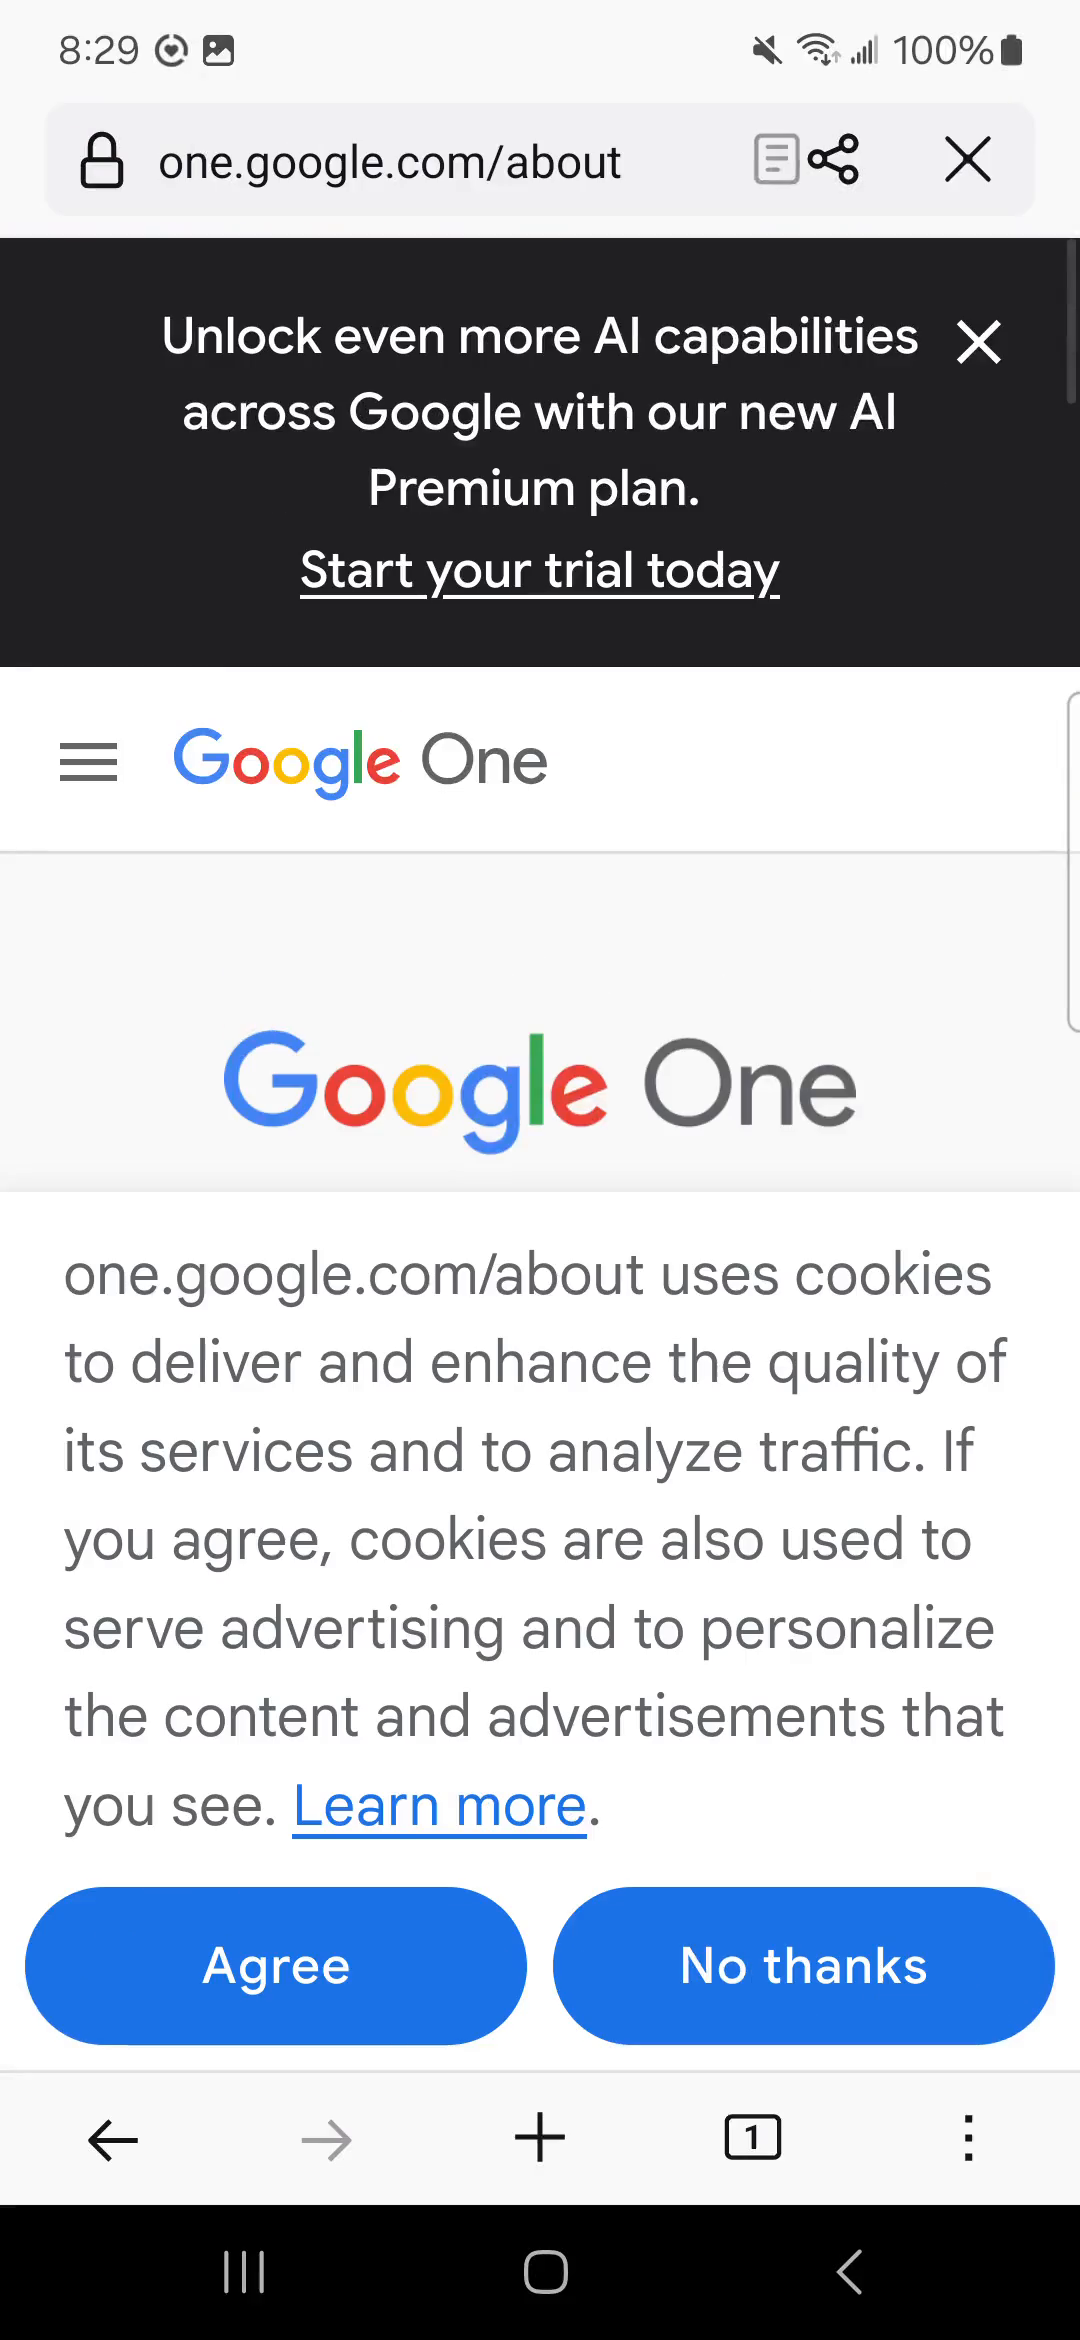 8:29
100%
one.google.com/about
Unlock even more AI capabilities
across Google with our new AI
Premium plan.
Start your trial today
Google One
Google One
one.google.com/about uses cookies
to deliver and enhance the quality of
its services and to analyze traffic. If
you agree, cookies are also used to
serve advertising and to personalize
the content and advertisements that
you see. Learn more.
Agree
No thanks
1